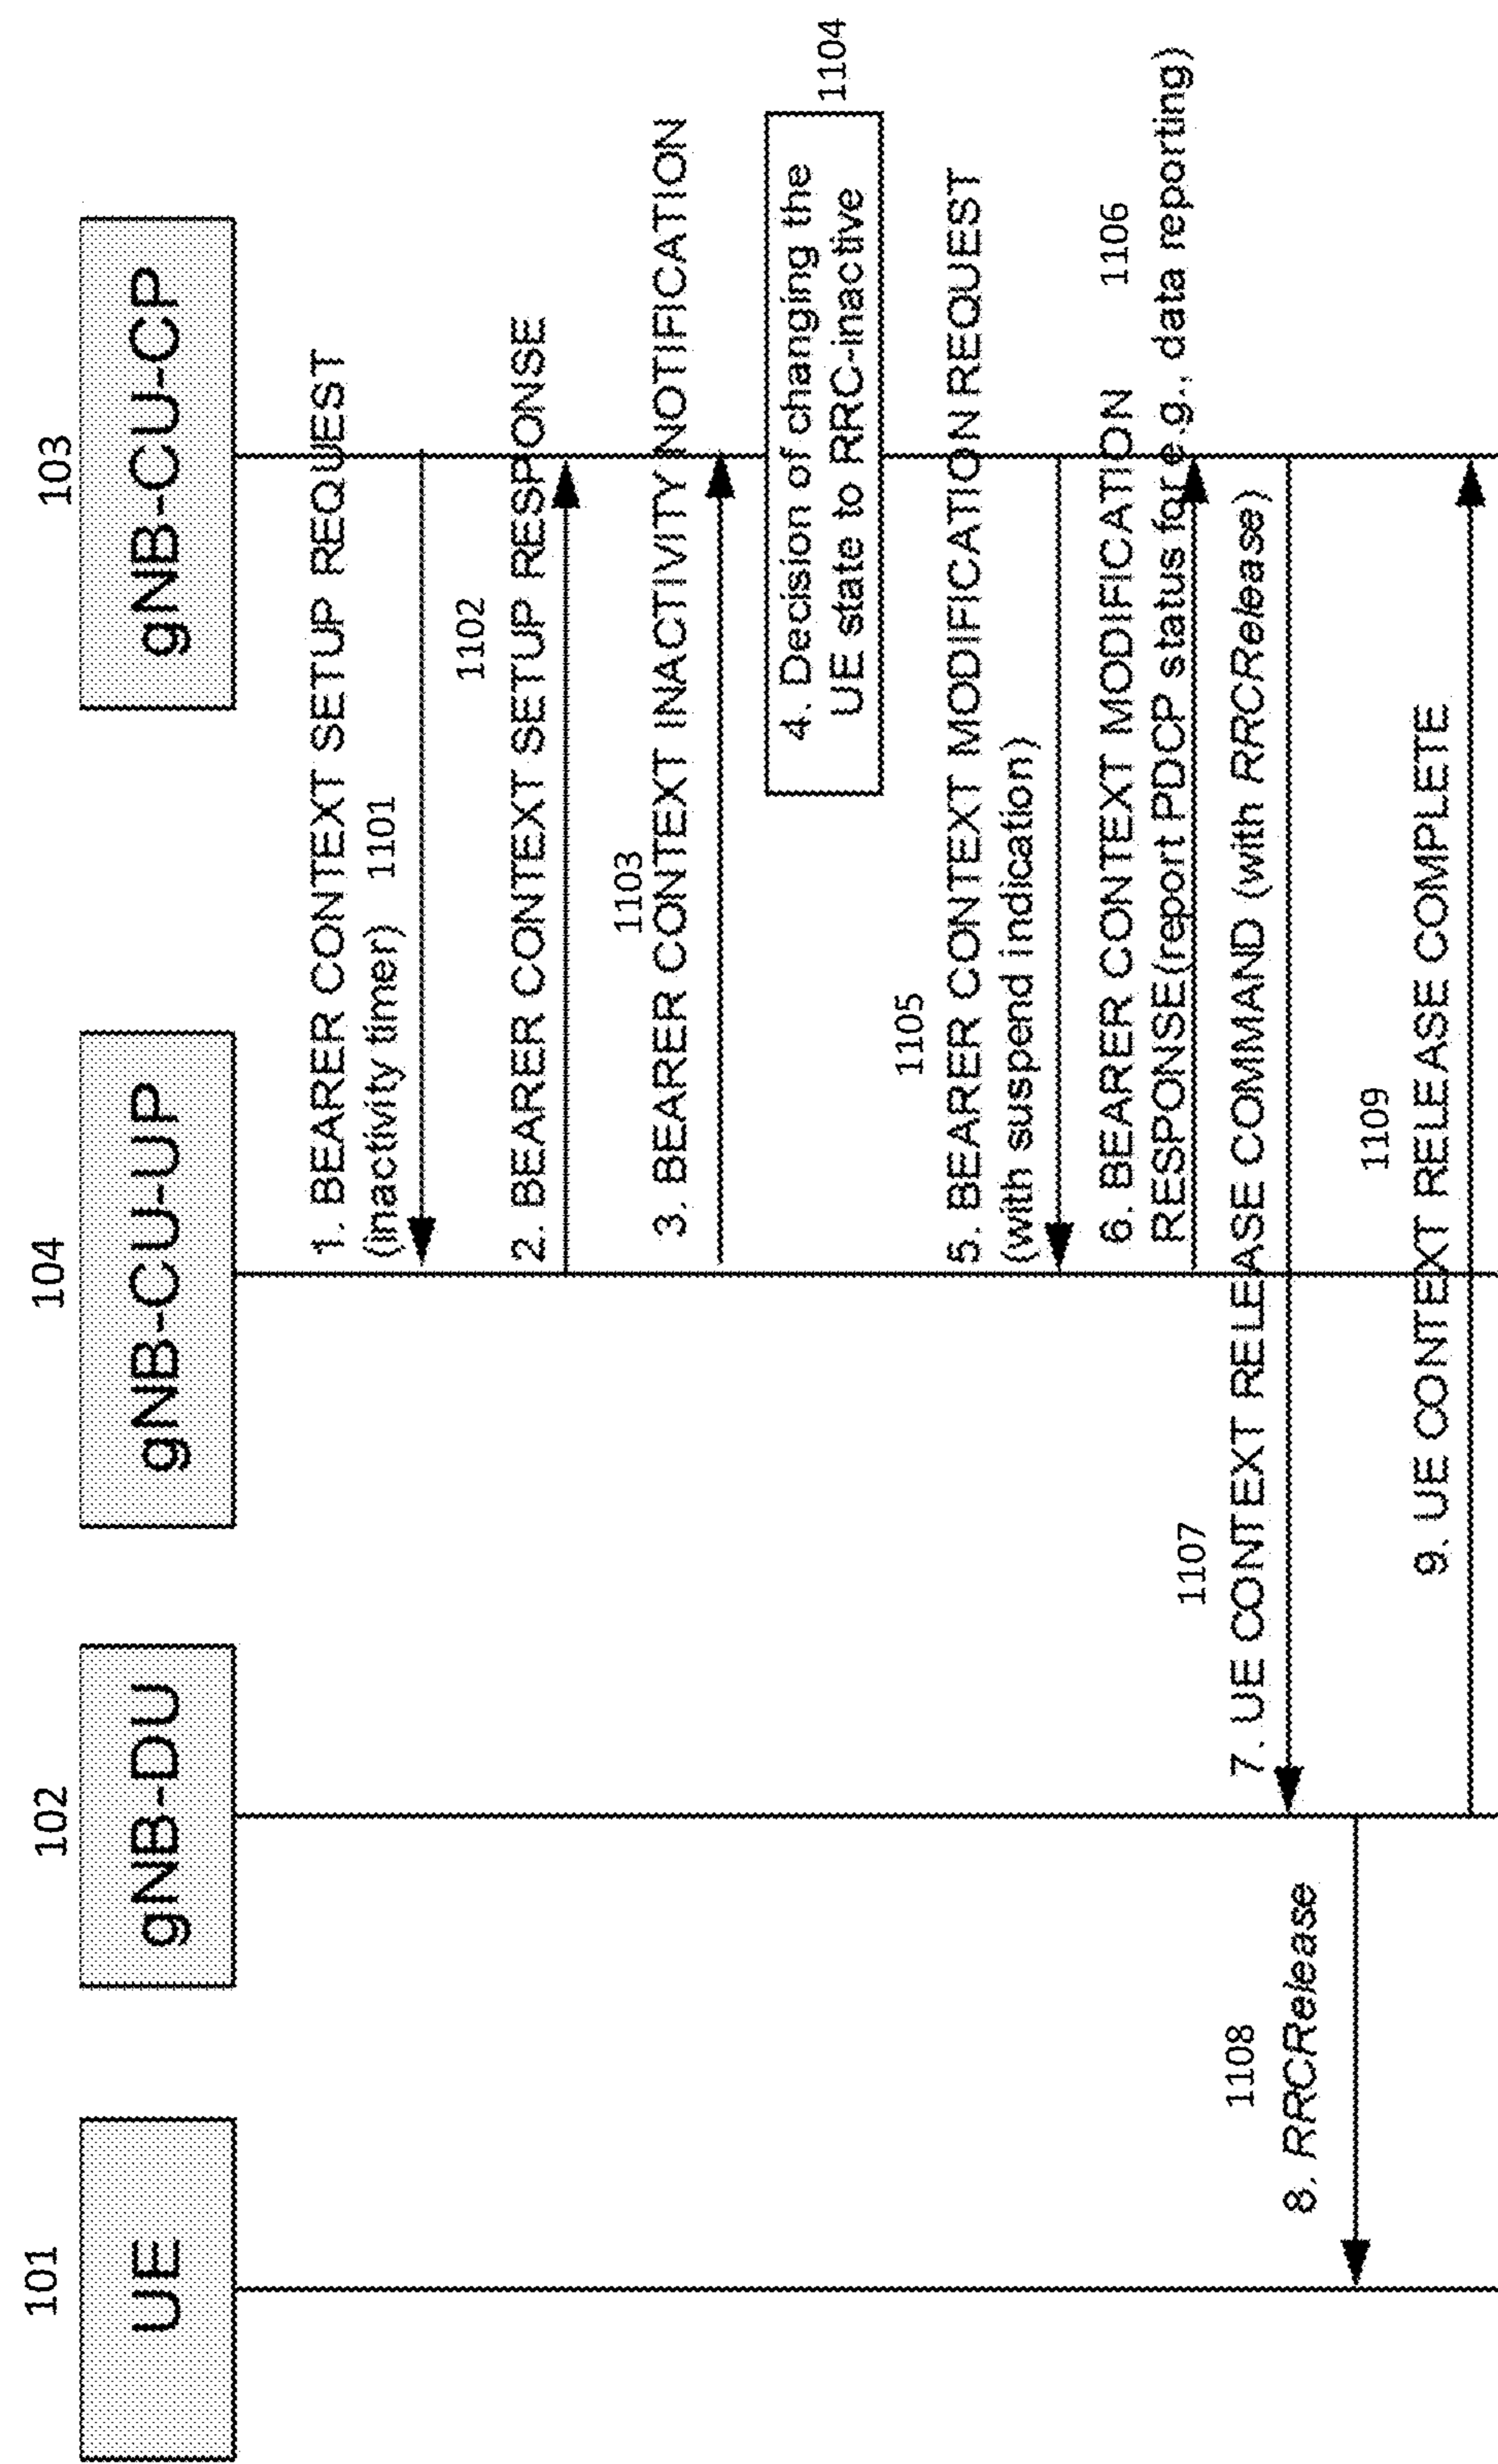 101
UE
102
gNB-DU
104
gNB-CU-UP
103
gNB-CU-CP
1. BEARER CONTEXT SETUP REQUEST
(inactivity timer) 1101
1102
2. BEARER CONTEXT SETUP RESPONSE
1103
3. BEARER CONTEXT INACTIVITY NOTIFICATION
1104
4. Decision of changing the
UE state to RRC-inactive
1105
5. BEARER CONTEXT MODIFICATION REQUEST
(with suspend indication)
1106
6. BEARER CONTEXT MODIFICATION
RESPONSE(report PDCP status for e.g., data reporting)
1107
7. UE CONTEXT RELEASE COMMAND (with RRCRelease)
1108
8. RRCRelease
1109
9. UE CONTEXT RELEASE COMPLETE